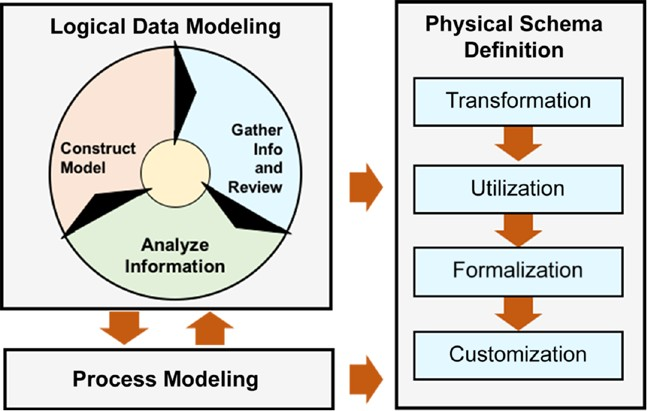 Logical Data Modeling
Construct
Model
Gather
Info
and
Review
Analyze
Information
Process Modeling
Physical Schema
Definition
Transformation
Utilization
Formalization
Customization